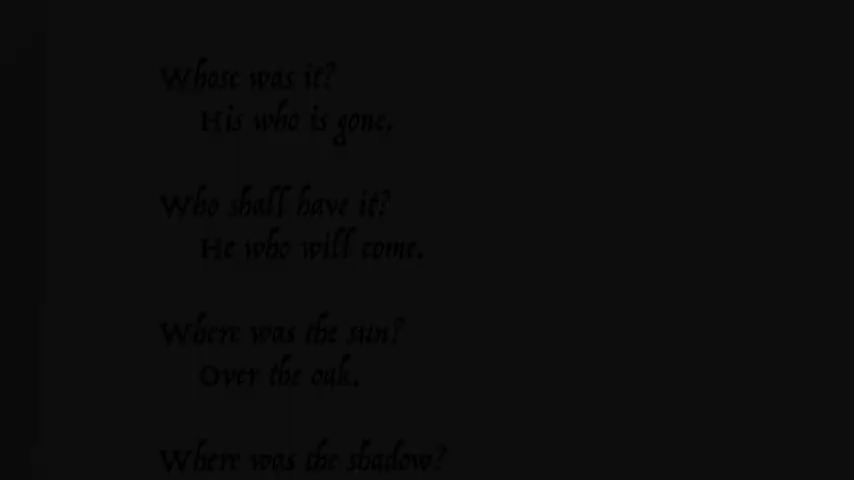 Whose was it?
His who is gone.
Who shall have it?
He who will come.
Where was the sun?
Over the oak.
Where was the shadow?